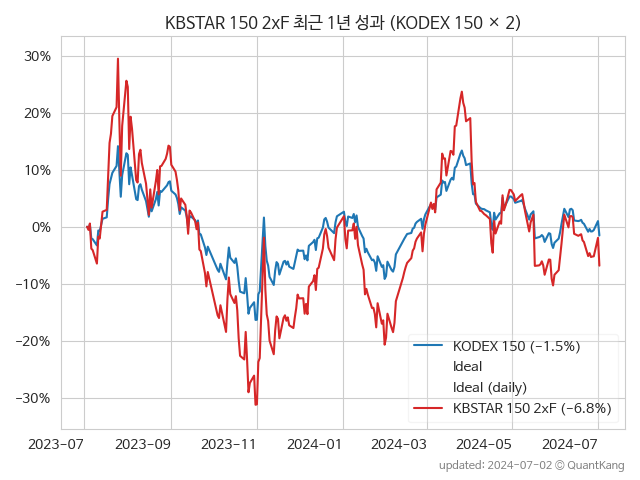 KBSTAR 150 2xF 최근 1년 성과 (KODEX 150 × 2)
30%
20%
10%
0%
−10%
−20%
−30%
KODEX 150 (−1.5%)
Ideal
Ideal (daily)
KBSTAR 150 2xF (−6.8%)
2023-07 2023-09 2023-11 2024-01 2024-03 2024-05 2024-07
updated: 2024-07-02 © QuantKang